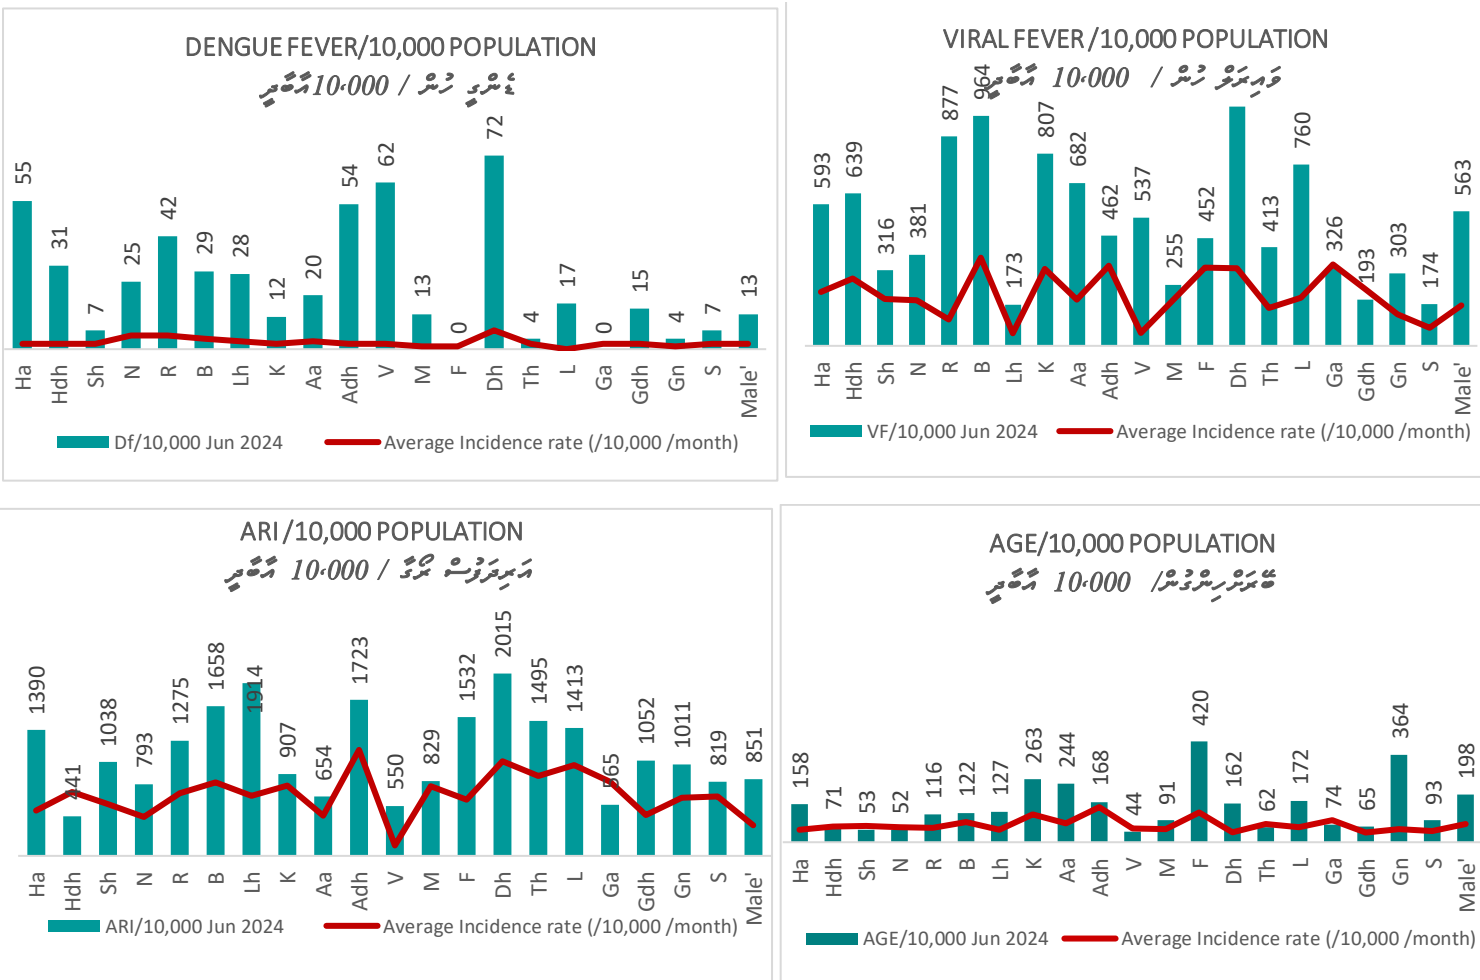 DENGUE FEVER/10,000 POPULATION
ޑެންގީ ހުން / 10،000އާބާދީ
55 31 7 25 42 29 28 12 20 54 62 13 0 72 4 17 0 15 4 7 13
Ha Hdh Sh N R B Lh K Aa Adh V M F Dh Th L Ga Gdh Gn S Male'
Df/10,000 Jun 2024 Average Incidence rate (/10,000 /month)
VIRAL FEVER /10,000 POPULATION
ވައިރަލް ހުން / 10،000 އާބާދީ
593 639 316 381 877 964 173 807 682 462 537 255 452 413 760 326 193 303 174 563
Ha Hdh Sh N R B Lh K Aa Adh V M F Dh Th L Ga Gdh Gn S Male'
VF/10,000 Jun 2024 Average Incidence rate (/10,000 /month)
ARI /10,000 POPULATION
އަރިދަފުސް ރޯގާ / 10،000 އާބާދީ
1390 441 1038 793 1275 1658 1914 907 654 1723 550 829 1532 2015 1495 1413 565 1052 1011 819 851
Ha Hdh Sh N R B Lh K Aa Adh V M F Dh Th L Ga Gdh Gn S Male'
ARI/10,000 Jun 2024 Average Incidence rate (/10,000 /month)
AGE/10,000 POPULATION
ބޭރަށްހިންގުން/ 10،000 އާބާދީ
158 71 53 52 116 122 127 263 244 168 44 91 420 162 62 172 74 65 364 93 198
Ha Hdh Sh N R B Lh K Aa Adh V M F Dh Th L Ga Gdh Gn S Male'
AGE/10,000 Jun 2024 Average Incidence rate (/10,000 /month)